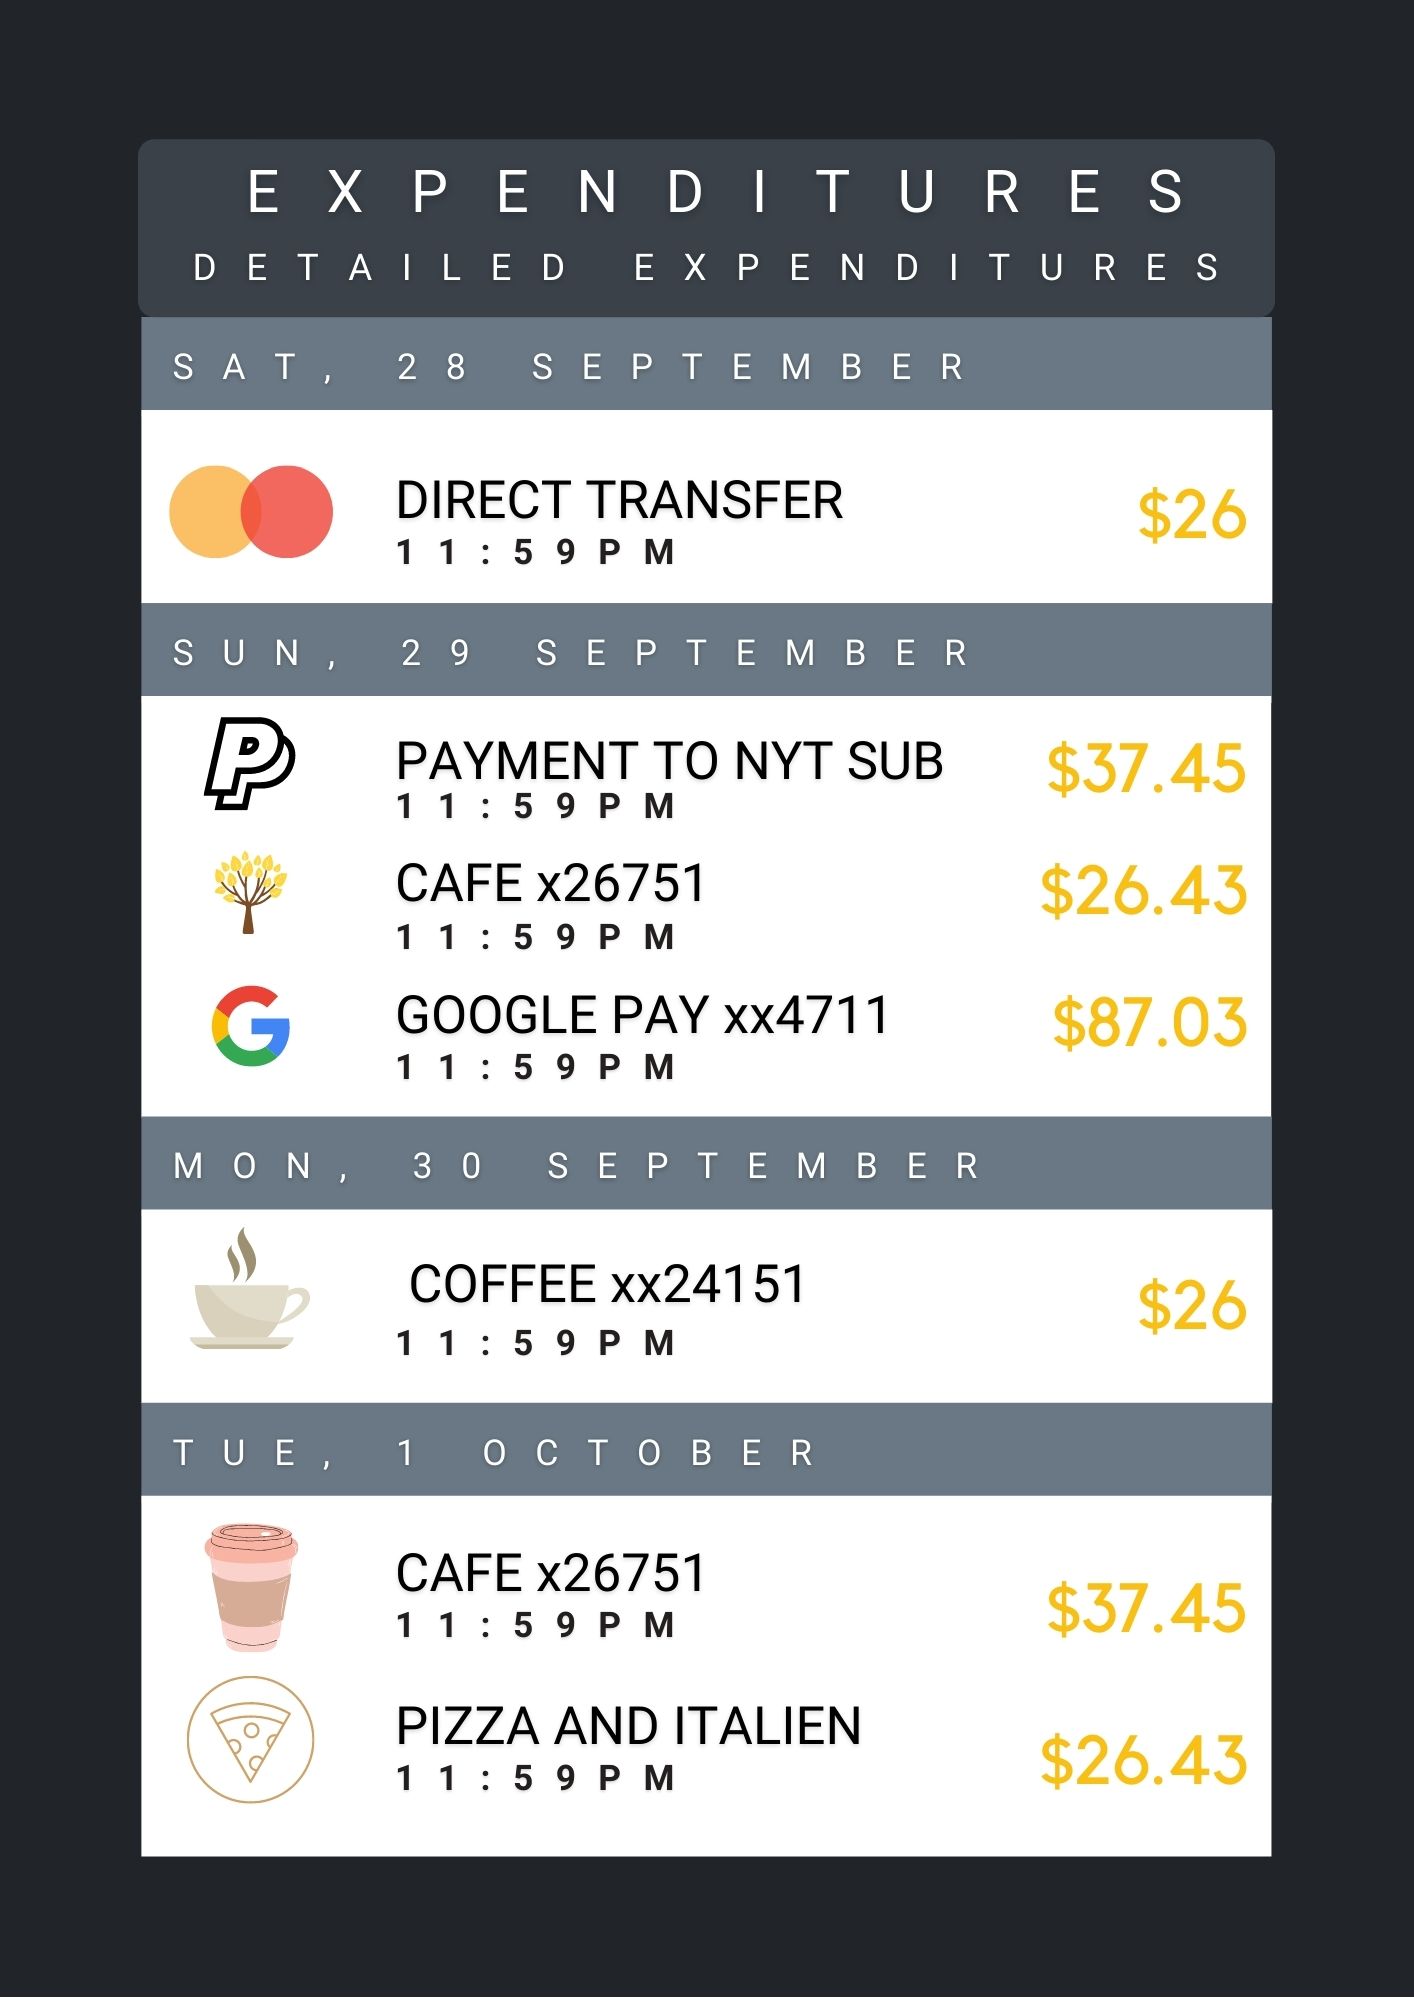 EXPENDITURES
DETAILED EXPENDITURES
SAT, 28 SEPTEMBER
DIRECT TRANSFER
11:59PM
$26
SUN, 29 SEPTEMBER
PAYMENT TO NYT SUB
11:59PM
$37.45
CAFE x26751
11:59PM
$26.43
GOOGLE PAY xx4711
11:59PM
$87.03
MON, 30 SEPTEMBER
COFFEE xx24151
11:59PM
$26
TUE, 1 OCTOBER
CAFE x26751
11:59PM
$37.45
PIZZA AND ITALIEN
11:59PM
$26.43